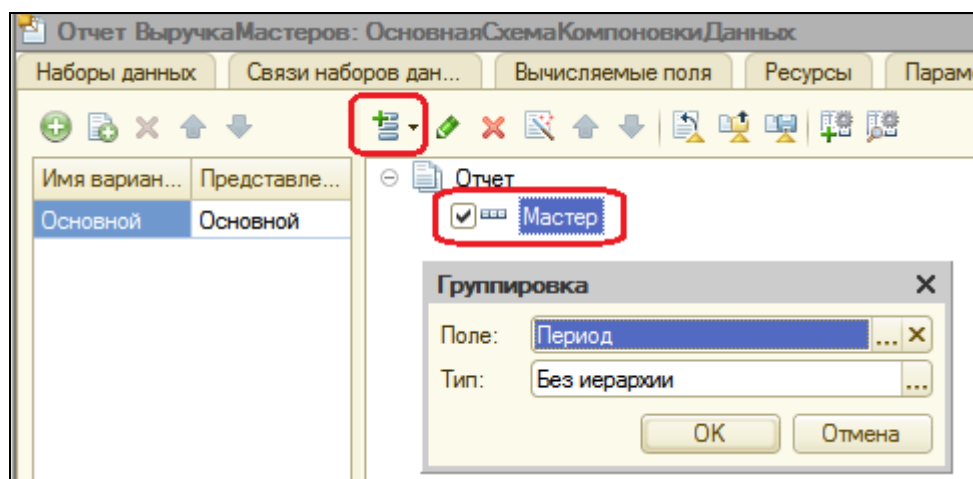 Отчет ВыручкаМастеров: ОсновнаяСхемаКомпоновкиДанных
Наборы данных Связи наборов дан... Вычисляемые поля Ресурсы Парам
Имя вариан... Представле... Отчет
Основной Основной Мастер
Группировка
Поле: Период ...
Тип: Без иерархии ...
ОК Отмена